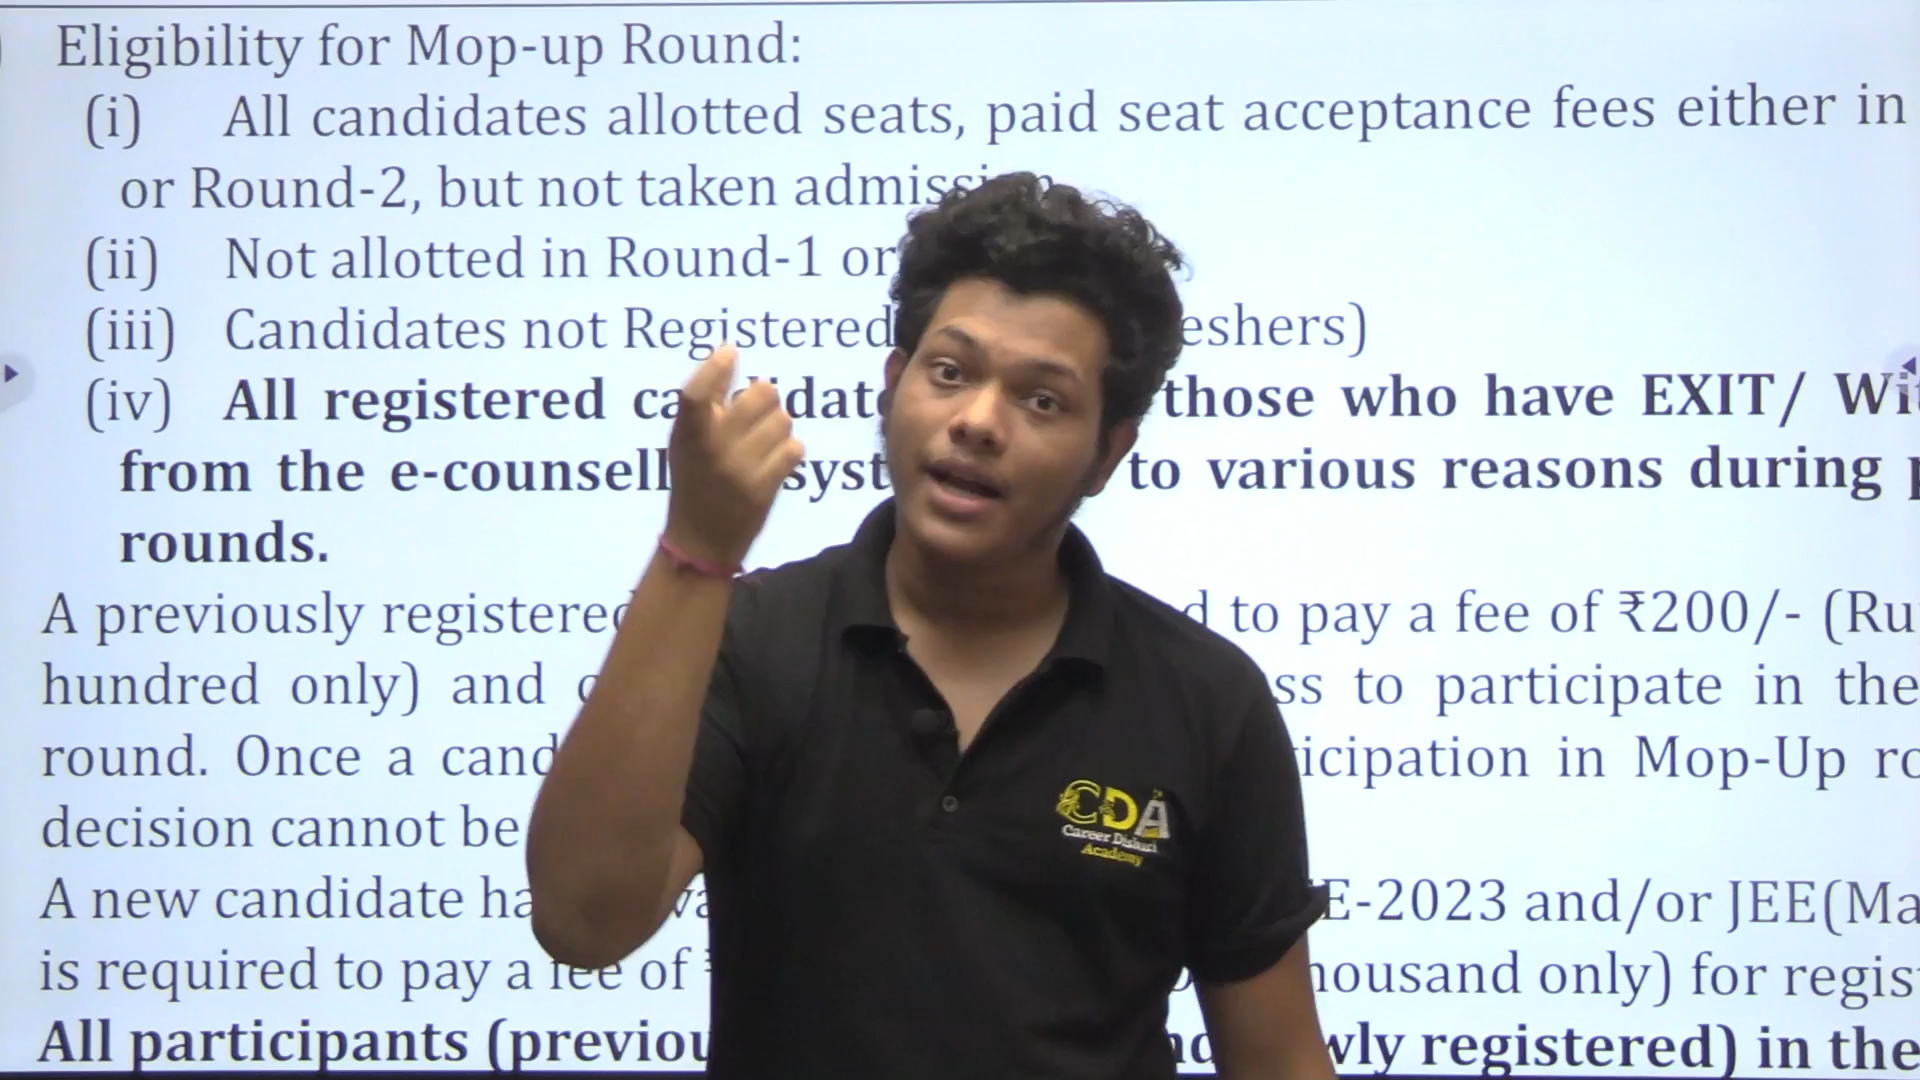 Eligibility for Mop-up Round:
(i) All candidates allotted seats, paid seat acceptance fees either in
or Round-2, but not taken admission
(ii) Not allotted in Round-1 or
(iii) Candidates not Registered eshers)
(iv) All registered those who have EXIT/
from the e-counsell syst to various reasons during
rounds.
A previously registered d to pay a fee of ₹200/- (Ru
hundred only) and ss to participate in the
round. Once a cand icipation in Mop-Up ro
decision cannot be
A new candidate ha E-2023 and/or JEE(Ma
is required to pay a fee of housand only) for regis
All participants (previou wly registered) in the
CDA
Career Disha
Academy